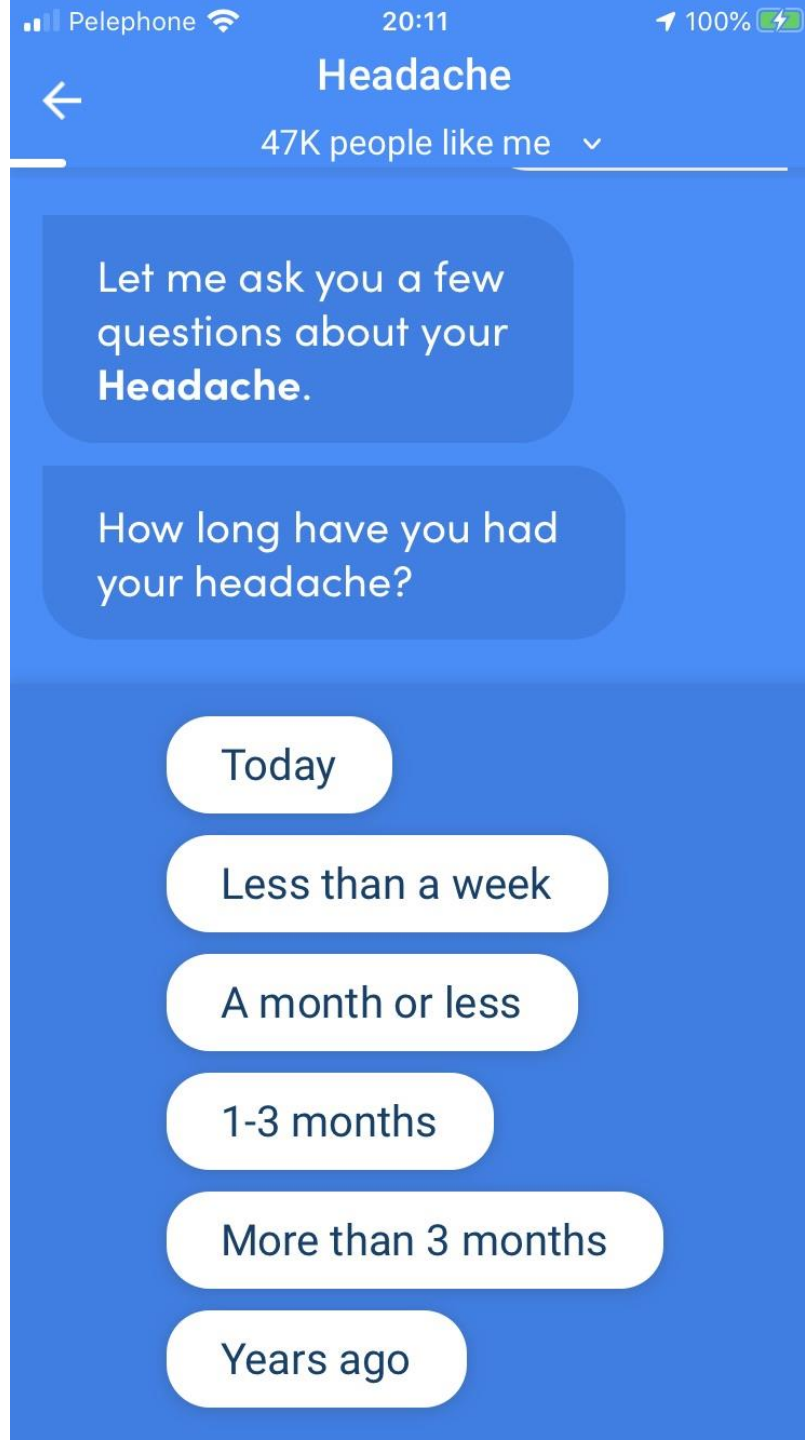 Pelephone 20:11 100%
Headache
47K people like me
Let me ask you a few
questions about your
Headache.
How long have you had
your headache?
Today
Less than a week
A month or less
1-3 months
More than 3 months
Years ago